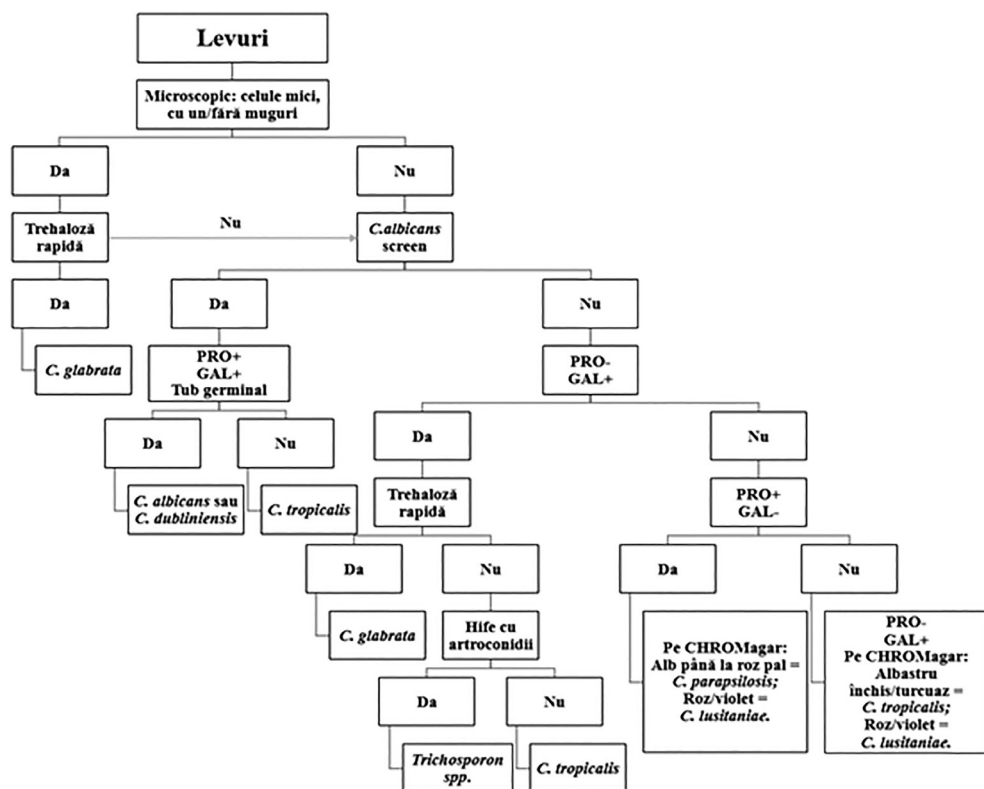 Levuri
Microscopic: celule mici,
cu un/fără muguri
Da
Nu
Trehaloză
rapidă
Nu
C.albicans
screen
Da
Da
Nu
C. glabrata
PRO+
GAL+
Tub germinal
PRO-
GAL+
Da
Nu
Da
Nu
C. albicans sau
C. dubliniensis
C. tropicalis
Trehaloză
rapidă
PRO+
GAL-
Da
Nu
Da
Nu
C. glabrata
Hife cu
artroconidii
Pe CHROMagar:
Alb până la roz pal =
C. parapsilosis;
Roz/violet =
C. lusitaniae.
PRO-
GAL+
Pe CHROMagar:
Albastru
închis/turcuaz =
C. tropicalis;
Roz/violet =
C. lusitaniae.
Da
Nu
Trichosporon
spp.
C. tropicalis